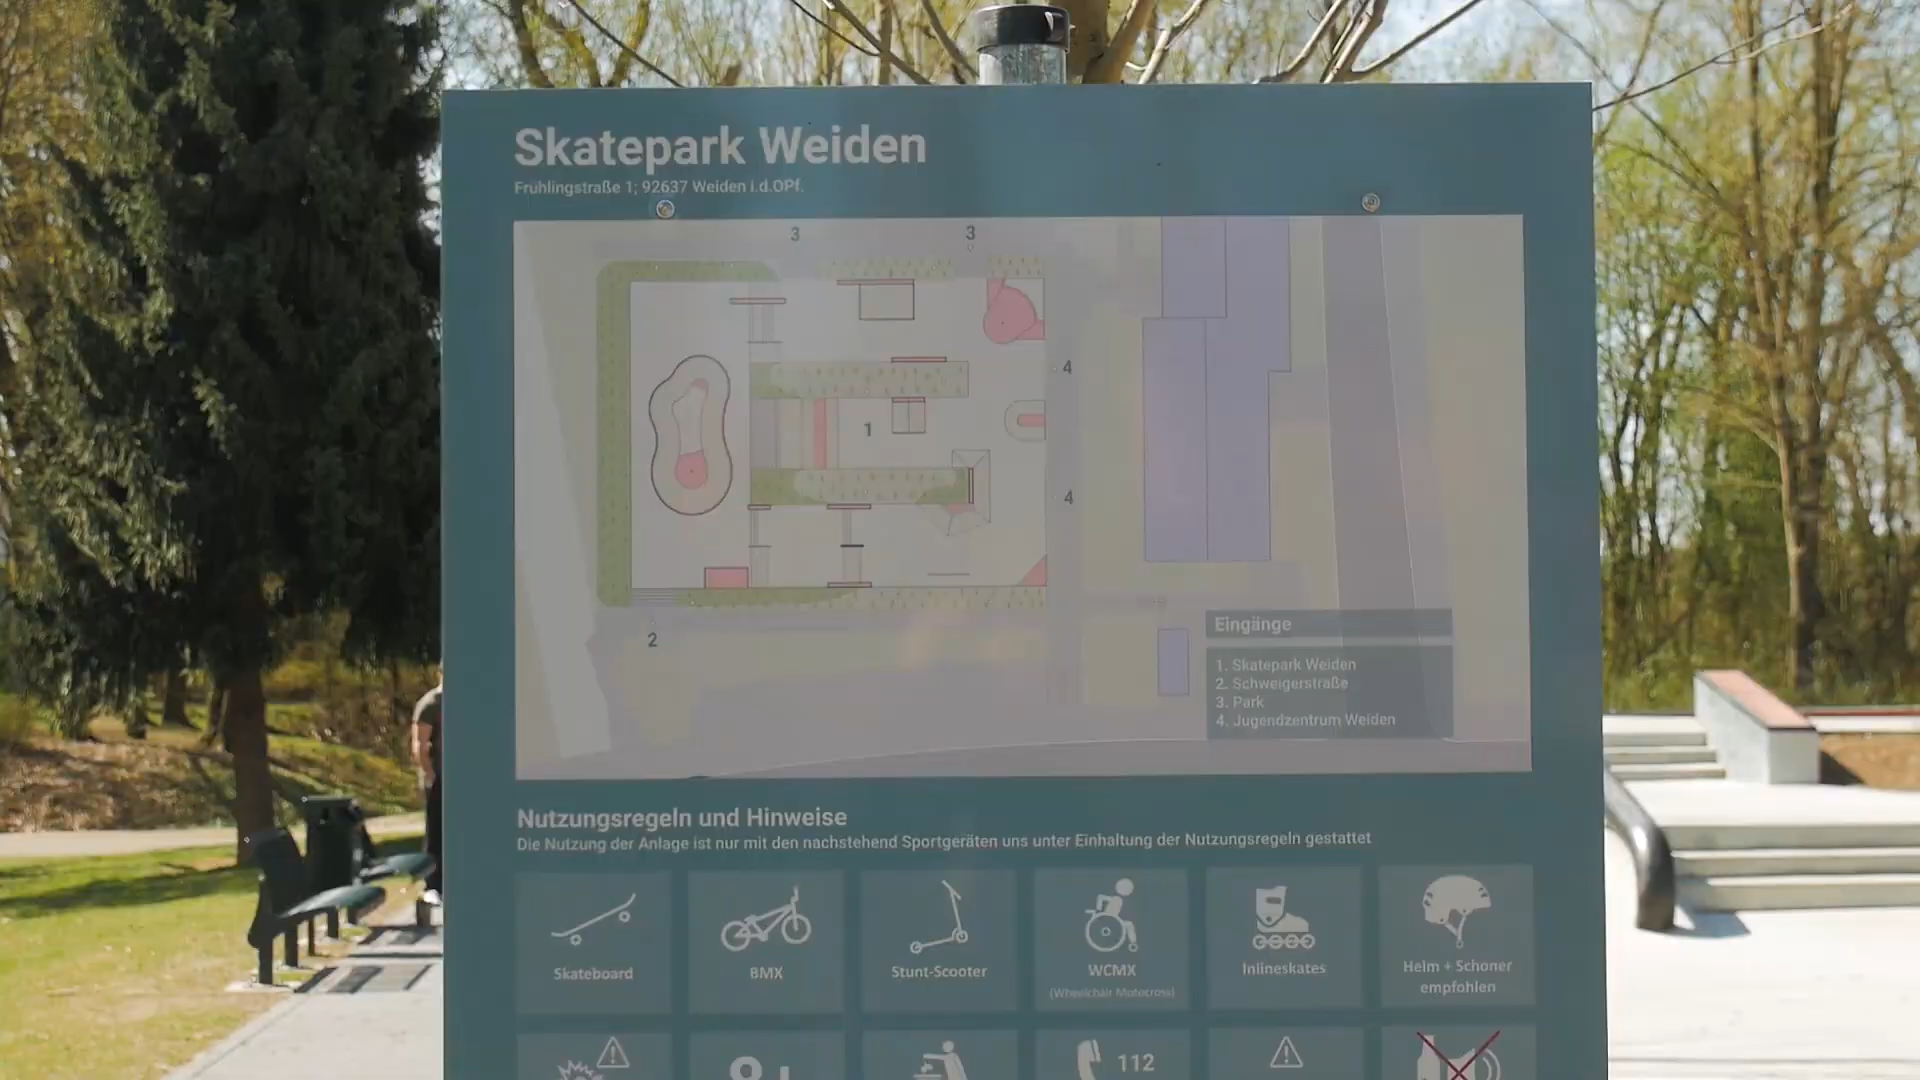 Skatepark Weiden
Frühlingstraße 1; 92637 Weiden i.d.OPf.
3
3
4
1
4
2
Eingänge
1. Skatepark Weiden
2. Schweigerstraße
3. Park
4. Jugendzentrum Weiden
Nutzungsregeln und Hinweise
Die Nutzung der Anlage ist nur mit den nachstehend Sportgeräten uns unter Einhaltung der Nutzungsregeln gestattet
Skateboard
BMX
Stunt-Scooter
WCMX
(Wheelchair Motocross)
Inlineskates
Helm + Schoner
empfohlen
112